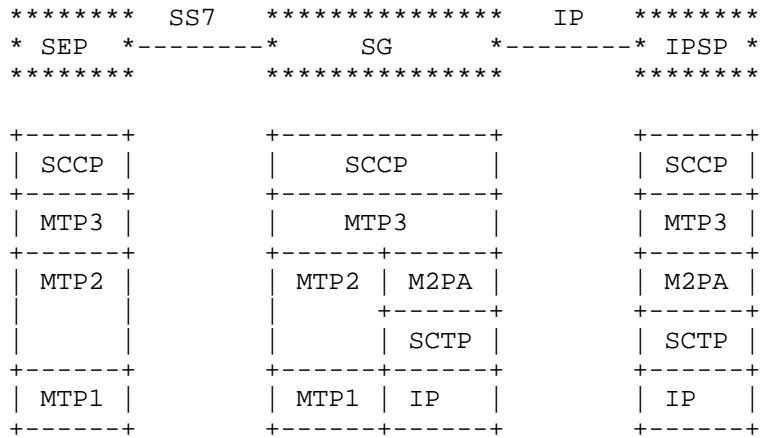 ******** SS7 *************** IP ********
* SEP *--------* SG *--------* IPSP *
******** *************** ********
+------+ +-------------+ +------+
| SCCP | | SCCP | | SCCP |
+------+ +-------------+ +------+
| MTP3 | | MTP3 | | MTP3 |
+------+ +------+------+ +------+
| MTP2 | | MTP2 | M2PA | | M2PA |
| | | +------+ +------+
| | | | SCTP | | SCTP |
+------+ +------+------+ +------+
| MTP1 | | MTP1 | IP | | IP |
+------+ +------+------+ +------+